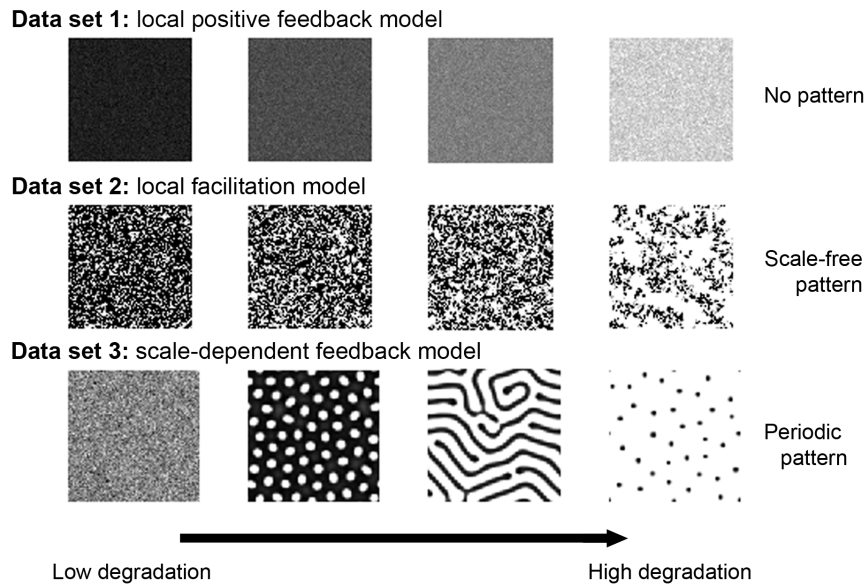 Data set 1: local positive feedback model
No pattern
Data set 2: local facilitation model
Scale-free
pattern
Data set 3: scale-dependent feedback model
Periodic
pattern
Low degradation
High degradation